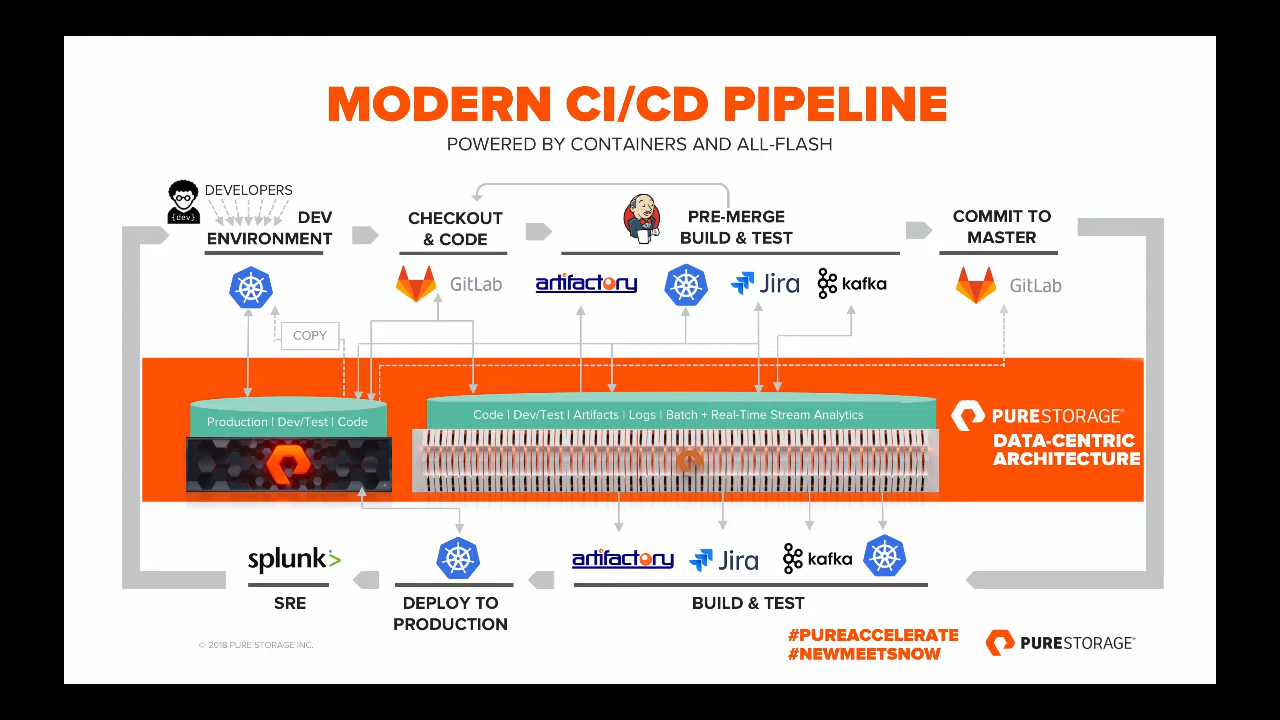 MODERN CI/CD PIPELINE
POWERED BY CONTAINERS AND ALL-FLASH
{dev}
DEVELOPERS
DEV
ENVIRONMENT
CHECKOUT
& CODE
PRE-MERGE
BUILD & TEST
COMMIT TO
MASTER
GitLab
artifactory
Jira
kafka
GitLab
COPY
Production | Dev/Test | Code
Code | Dev/Test | Artifacts | Logs | Batch + Real-Time Stream Analytics
PURESTORAGE®
DATA-CENTRIC
ARCHITECTURE
splunk>
artifactory
Jira
kafka
SRE
DEPLOY TO
PRODUCTION
BUILD & TEST
© 2018 PURE STORAGE INC.
#PUREACCELERATE
#NEWMEETSNOW
PURESTORAGE®